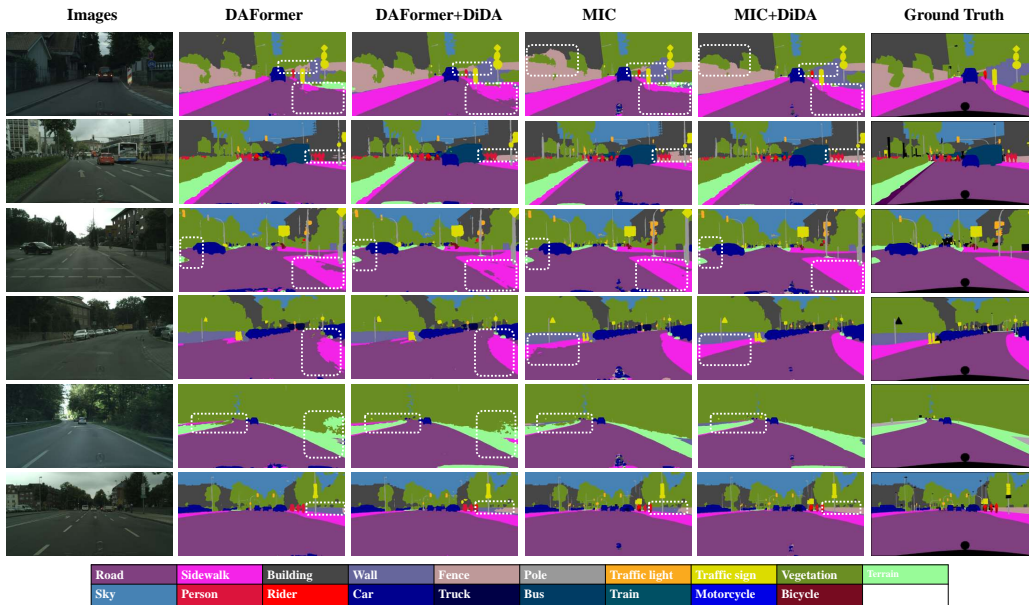 Images DAFormer DAFormer+DiDA MIC MIC+DiDA Ground Truth
Road Sidewalk Building Wall Fence Pole Traffic light Traffic sign Vegetation Terrain
Sky Person Rider Car Truck Bus Train Motorcycle Bicycle